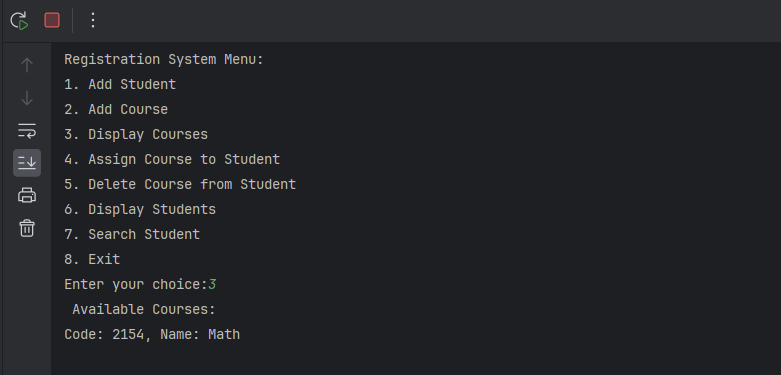 Registration System Menu:
1. Add Student
2. Add Course
3. Display Courses
4. Assign Course to Student
5. Delete Course from Student
6. Display Students
7. Search Student
8. Exit
Enter your choice:3
 Available Courses:
Code: 2154, Name: Math